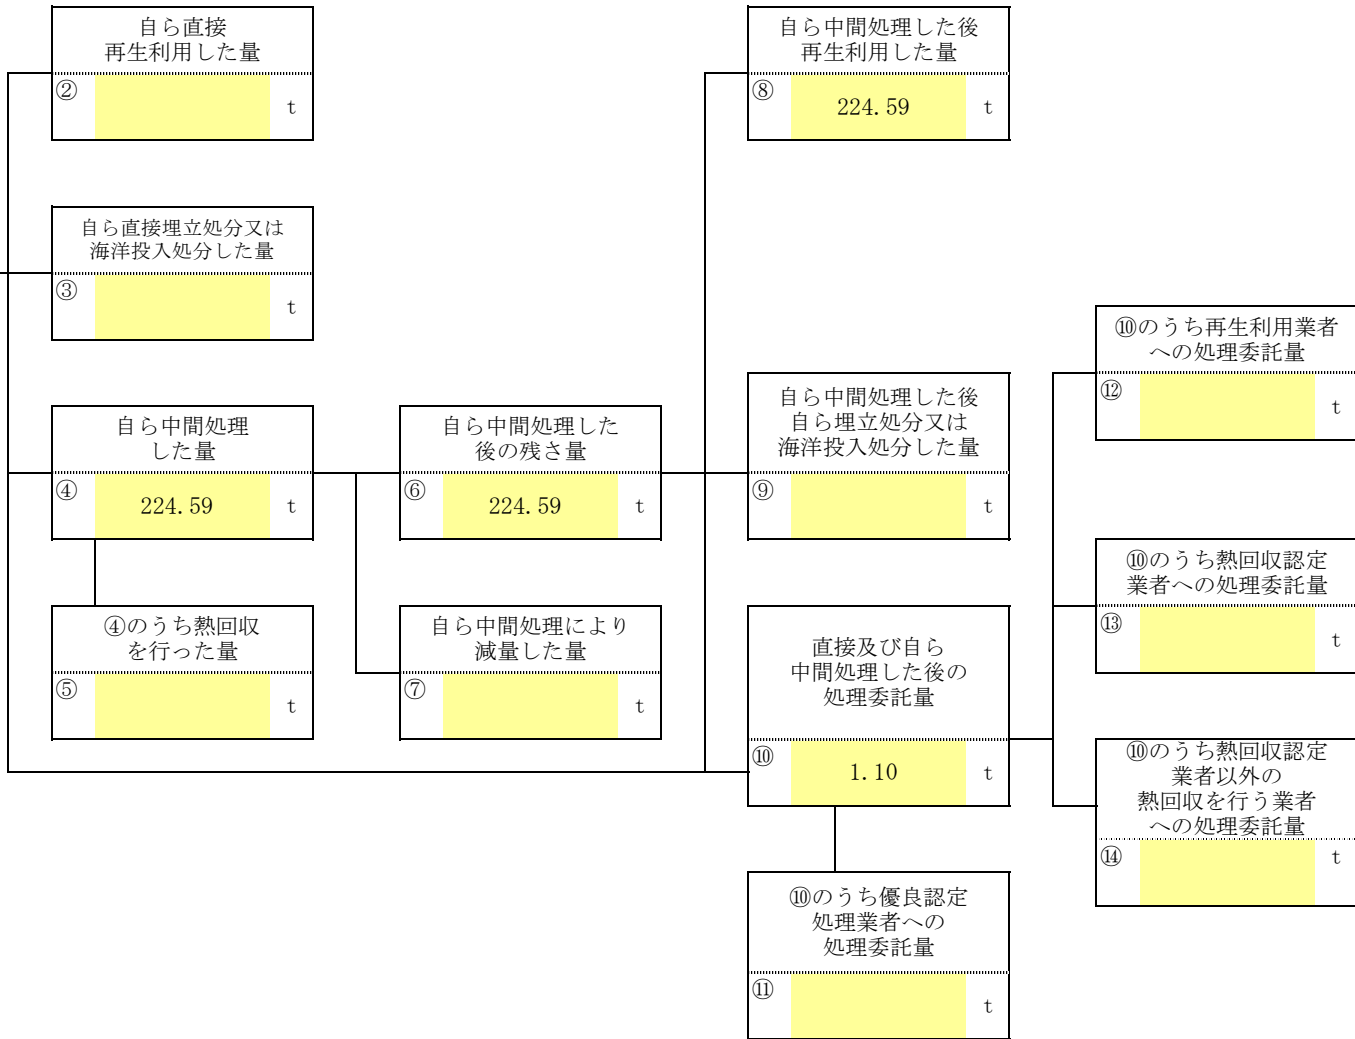 自ら直接
再生利用した量
② t
自ら中間処理した後
再生利用した量
⑧ 224.59 t
自ら直接埋立処分又は
海洋投入処分した量
③ t
⑩のうち再生利用業者
への処理委託量
⑫ t
自ら中間処理
した量
④ 224.59 t
自ら中間処理した
後の残さ量
⑥ 224.59 t
自ら中間処理した後
自ら埋立処分又は
海洋投入処分した量
⑨ t
⑩のうち熱回収認定
業者への処理委託量
⑬ t
④のうち熱回収
を行った量
⑤ t
自ら中間処理により
減量した量
⑦ t
直接及び自ら
中間処理した後の
処理委託量
⑩ 1.10 t
⑩のうち熱回収認定
業者以外の
熱回収を行う業者
への処理委託量
⑭ t
⑩のうち優良認定
処理業者への
処理委託量
⑪ t